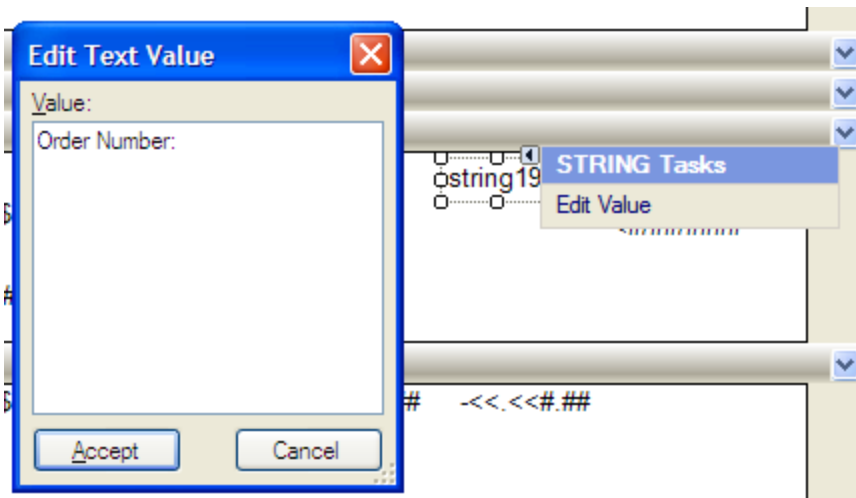 Edit Text Value
Value:
Order Number:
Accept
Cancel
string19
STRING Tasks
Edit Value
$
#
$
## -<<.<<#.##